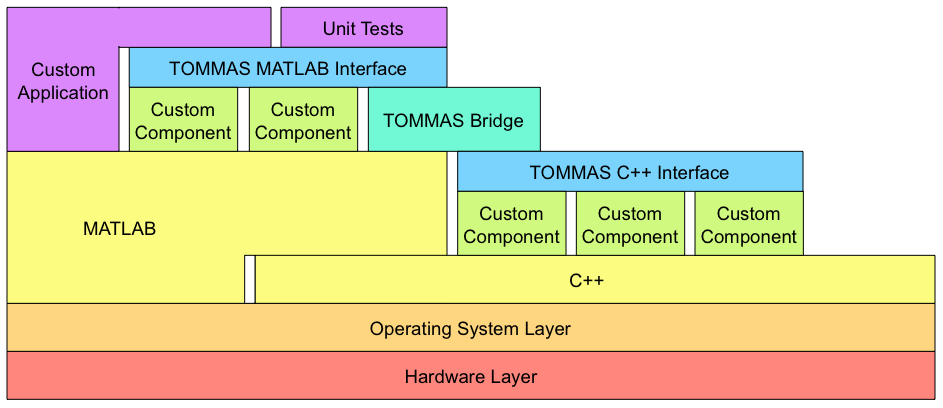 Unit Tests
Custom
Application
TOMMAS MATLAB Interface
Custom
Component
Custom
Component
TOMMAS Bridge
TOMMAS C++ Interface
MATLAB
Custom
Component
Custom
Component
Custom
Component
C++
Operating System Layer
Hardware Layer